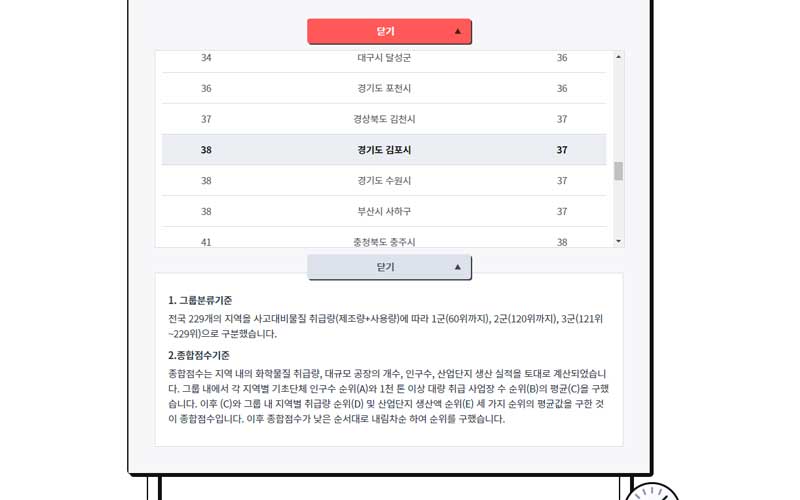 닫기 ▲
34 대구시 달성군 36
36 경기도 포천시 36
37 경상북도 김천시 37
38 경기도 김포시 37
38 경기도 수원시 37
38 부산시 사하구 37
41 충청북도 충주시 38
닫기 ▲
1. 그룹분류기준
전국 229개의 지역을 사고대비물질 취급량(제조량+사용량)에 따라 1군(60위까지), 2군(120위까지), 3군(121위
~229위)으로 구분했습니다.
2.종합점수기준
종합점수는 지역 내의 화학물질 취급량, 대규모 공장의 개수, 인구수, 산업단지 생산 실적을 토대로 계산되었습니
다. 그룹 내에서 각 지역별 기초단체 인구수 순위(A)와 1천 톤 이상 대량 취급 사업장 수 순위(B)의 평균(C)을 구했
습니다. 이후 (C)와 그룹 내 지역별 취급량 순위(D) 및 산업단지 생산액 순위(E) 세 가지 순위의 평균값을 구한 것
이 종합점수입니다. 이후 종합점수가 낮은 순서대로 내림차순 하여 순위를 구했습니다.